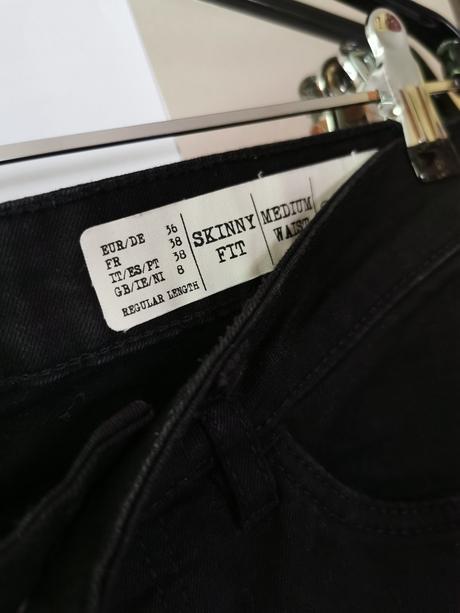 EUR/DE 36
FR 38
IT/ES/PT 38
GB/IE/NI 8
REGULAR LENGTH
SKINNY
FIT
MEDIUM
WAIST